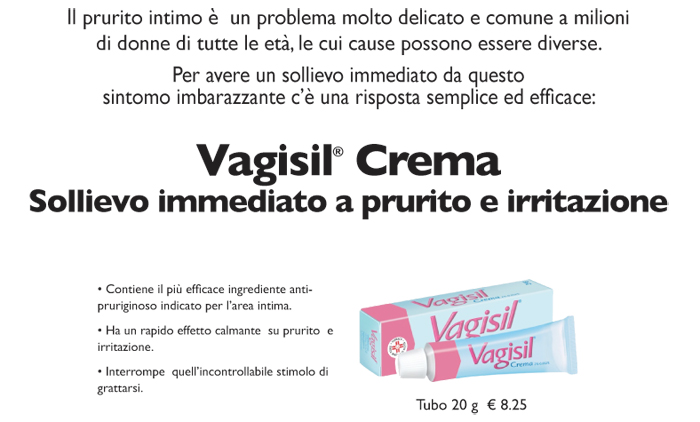 Il prurito intimo è un problema molto delicato e comune a milioni
di donne di tutte le età, le cui cause possono essere diverse.
Per avere un sollievo immediato da questo
sintomo imbarazzante c'è una risposta semplice ed efficace:
Vagisil® Crema
Sollievo immediato a prurito e irritazione
• Contiene il più efficace ingrediente anti-
pruriginoso indicato per l'area intima.
• Ha un rapido effetto calmante su prurito e
irritazione.
• Interrompe quell'incontrollabile stimolo di
grattarsi.
Vagisil
Crema
Vagisil
Vagisil®
Crema
Tubo 20 g € 8.25